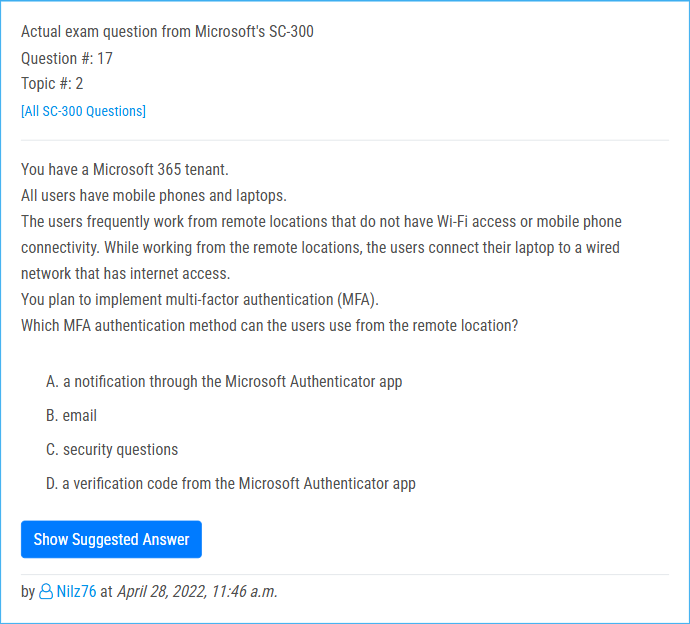 Actual exam question from Microsoft's SC-300
Question #: 17
Topic #: 2
[All SC-300 Questions]
You have a Microsoft 365 tenant.
All users have mobile phones and laptops.
The users frequently work from remote locations that do not have Wi-Fi access or mobile phone
connectivity. While working from the remote locations, the users connect their laptop to a wired
network that has internet access.
You plan to implement multi-factor authentication (MFA).
Which MFA authentication method can the users use from the remote location?
A. a notification through the Microsoft Authenticator app
B. email
C. security questions
D. a verification code from the Microsoft Authenticator app
Show Suggested Answer
by Nilz76 at April 28, 2022, 11:46 a.m.